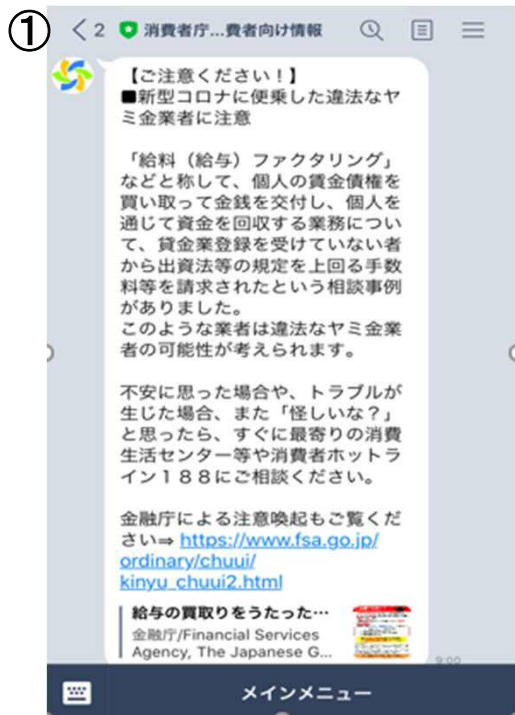 ①
2 消費者庁...費者向け情報
【ご注意ください！】
■新型コロナに便乗した違法なヤ
ミ金業者に注意
「給料（給与）ファクタリング」
などと称して、個人の賃金債権を
買い取って金銭を交付し、個人を
通じて資金を回収する業務につい
て、貸金業登録を受けていない者
から出資法等の規定を上回る手数
料等を請求されたという相談事例
がありました。
このような業者は違法なヤミ金業
者の可能性が考えられます。
不安に思った場合や、トラブルが
生じた場合、また「怪しいな？」
と思ったら、すぐに最寄りの消費
生活センター等や消費者ホットラ
イン１８８にご相談ください。
金融庁による注意喚起もご覧くだ
さい⇒ https://www.fsa.go.jp/
ordinary/chuui/
kinyu_chuui2.html
給与の買取りをうたった…
金融庁/Financial Services
Agency, The Japanese G...
9:00
メインメニュー